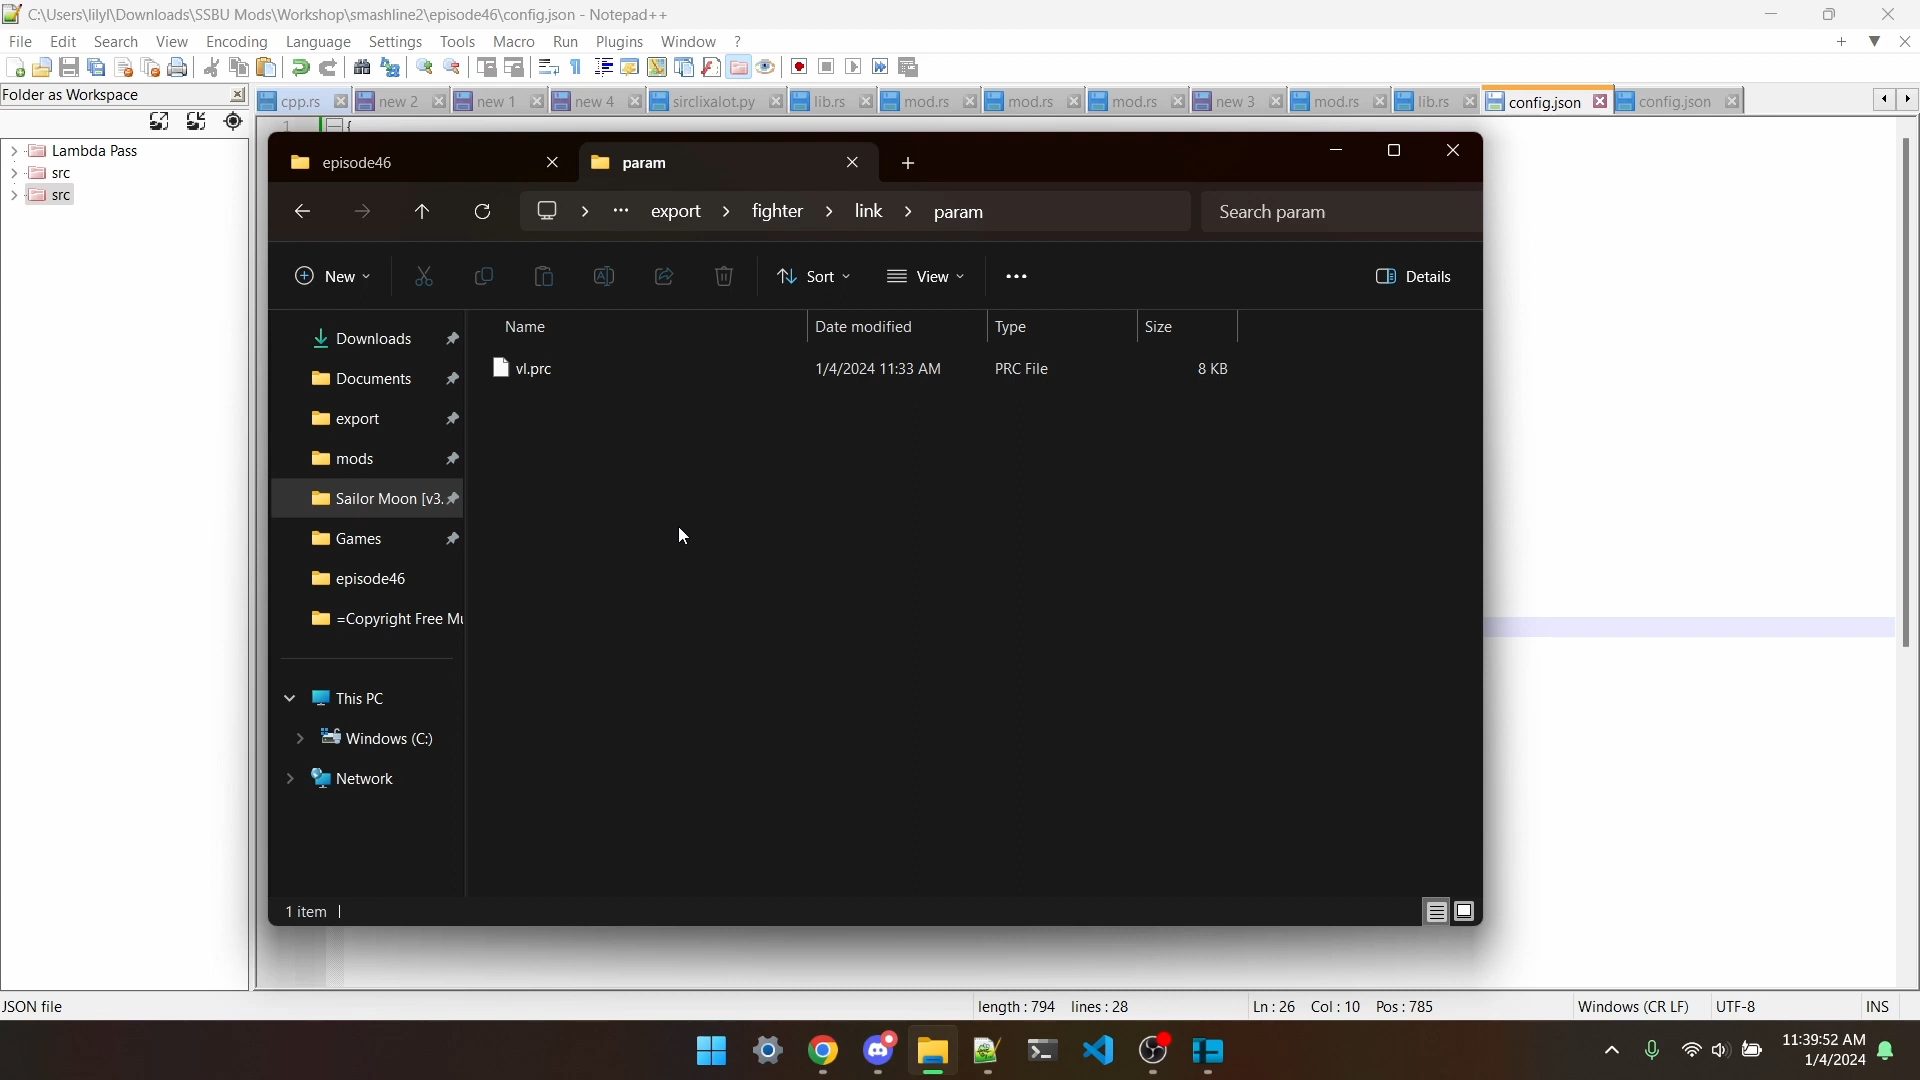 C:\Users\lilyl\Downloads\SSBU Mods\Workshop\smashline2\episode46\config.json - Notepad++
File Edit Search View Encoding Language Settings Tools Macro Run Plugins Window ?
Folder as Workspace
cpp.rs new 2 new 1 new 4 sirclixalot.py lib.rs mod.rs mod.rs mod.rs new 3 mod.rs lib.rs config.json config.json
1 {
Lambda Pass
src
src
episode46 param
export fighter link param Search param
New Sort View Details
Name Date modified Type Size
vl.prc 1/4/2024 11:33 AM PRC File 8 KB
Downloads
Documents
export
mods
Sailor Moon [v3.
Games
episode46
=Copyright Free Mu
This PC
Windows (C:)
Network
1 item
JSON file length : 794 lines : 28 Ln : 26 Col : 10 Pos : 785 Windows (CR LF) UTF-8 INS
11:39:52 AM
1/4/2024